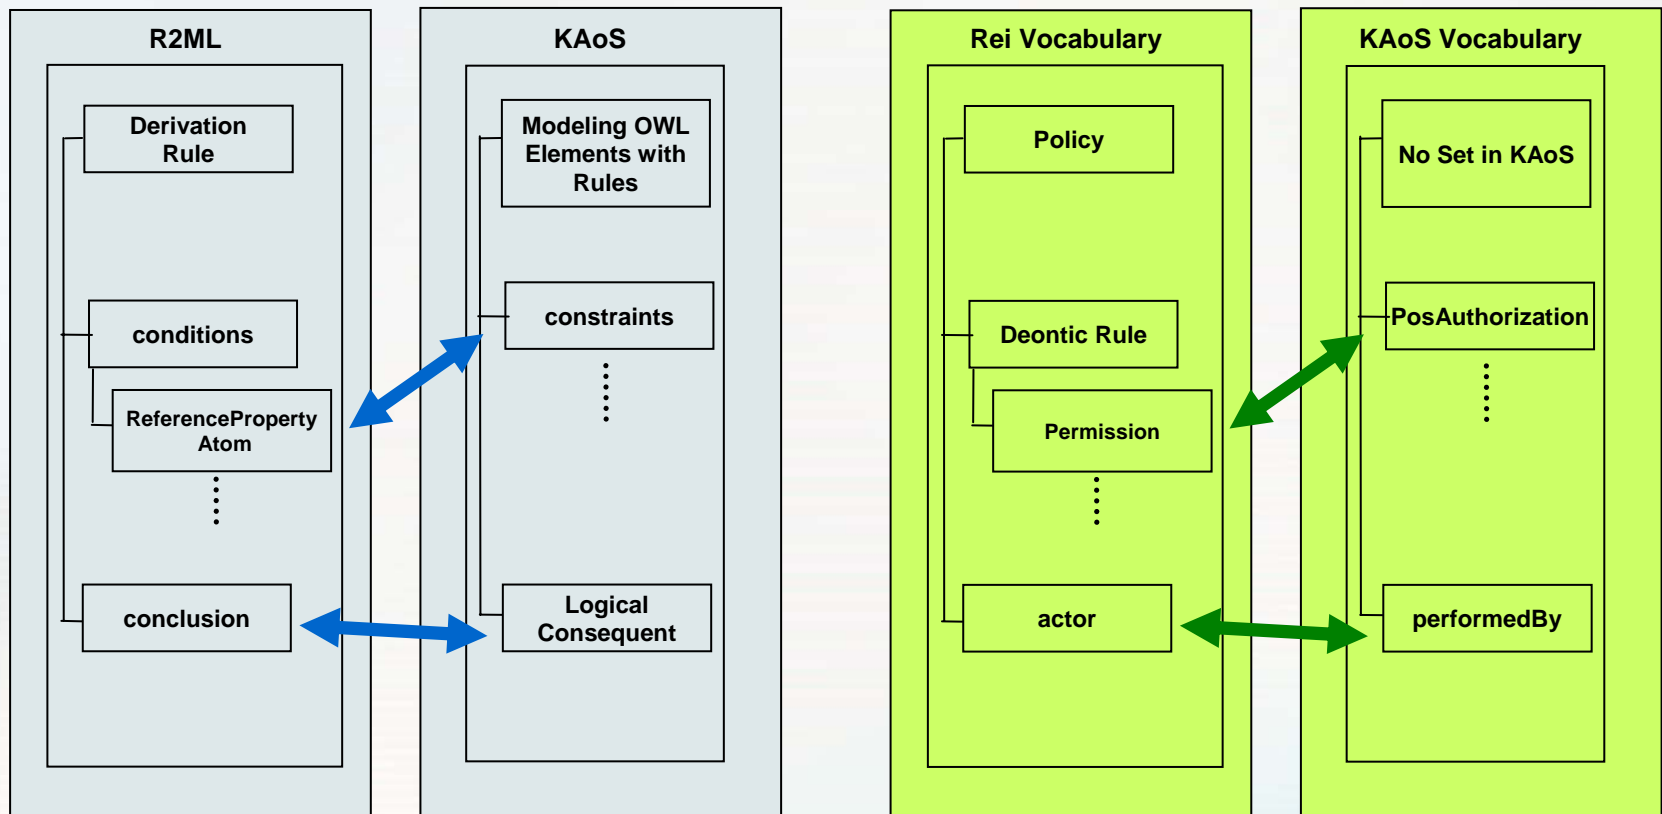 R2ML
Derivation
Rule
conditions
ReferenceProperty
Atom
conclusion
KAoS
Modeling OWL
Elements with
Rules
constraints
Logical
Consequent
Rei Vocabulary
Policy
Deontic Rule
Permission
actor
KAoS Vocabulary
No Set in KAoS
PosAuthorization
performedBy